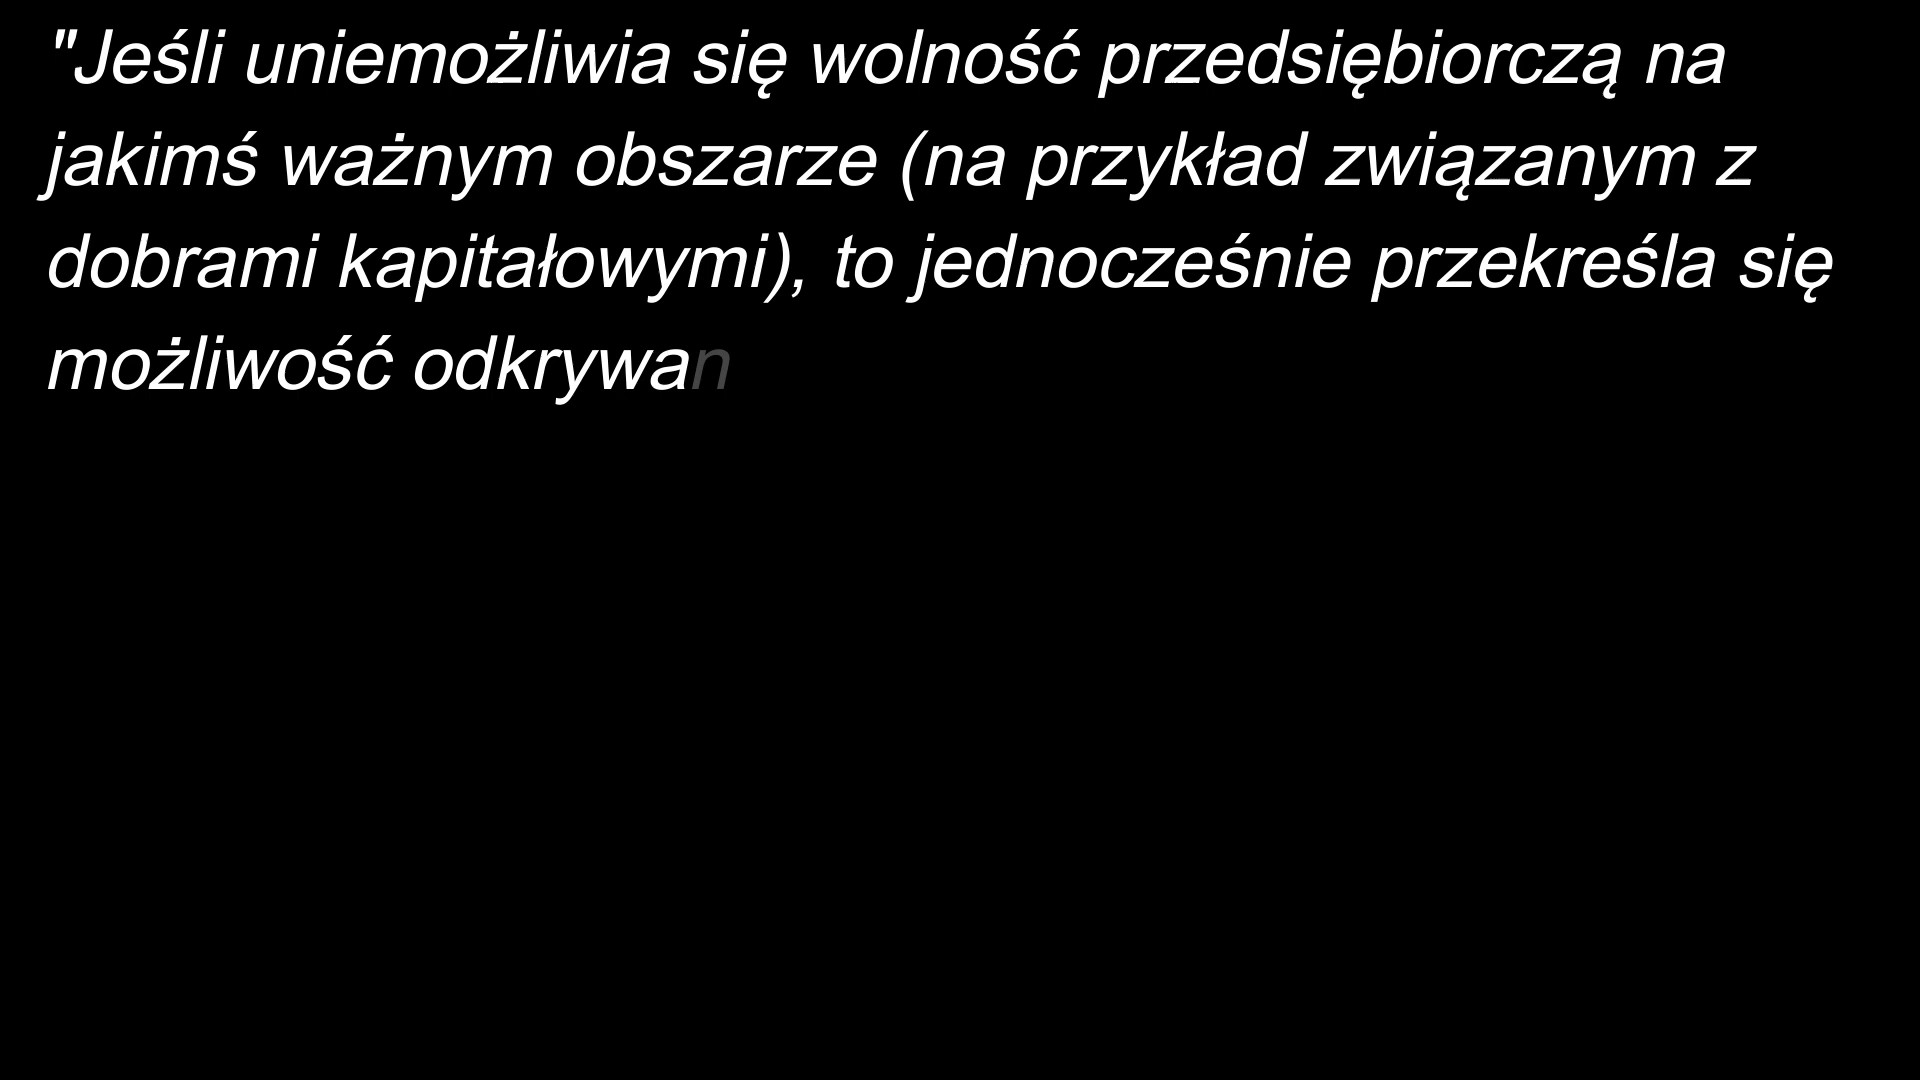 "Jeśli uniemożliwia się wolność przedsiębiorczą na
jakimś ważnym obszarze (na przykład związanym z
dobrami kapitałowymi), to jednocześnie przekreśla się
możliwość odkrywan